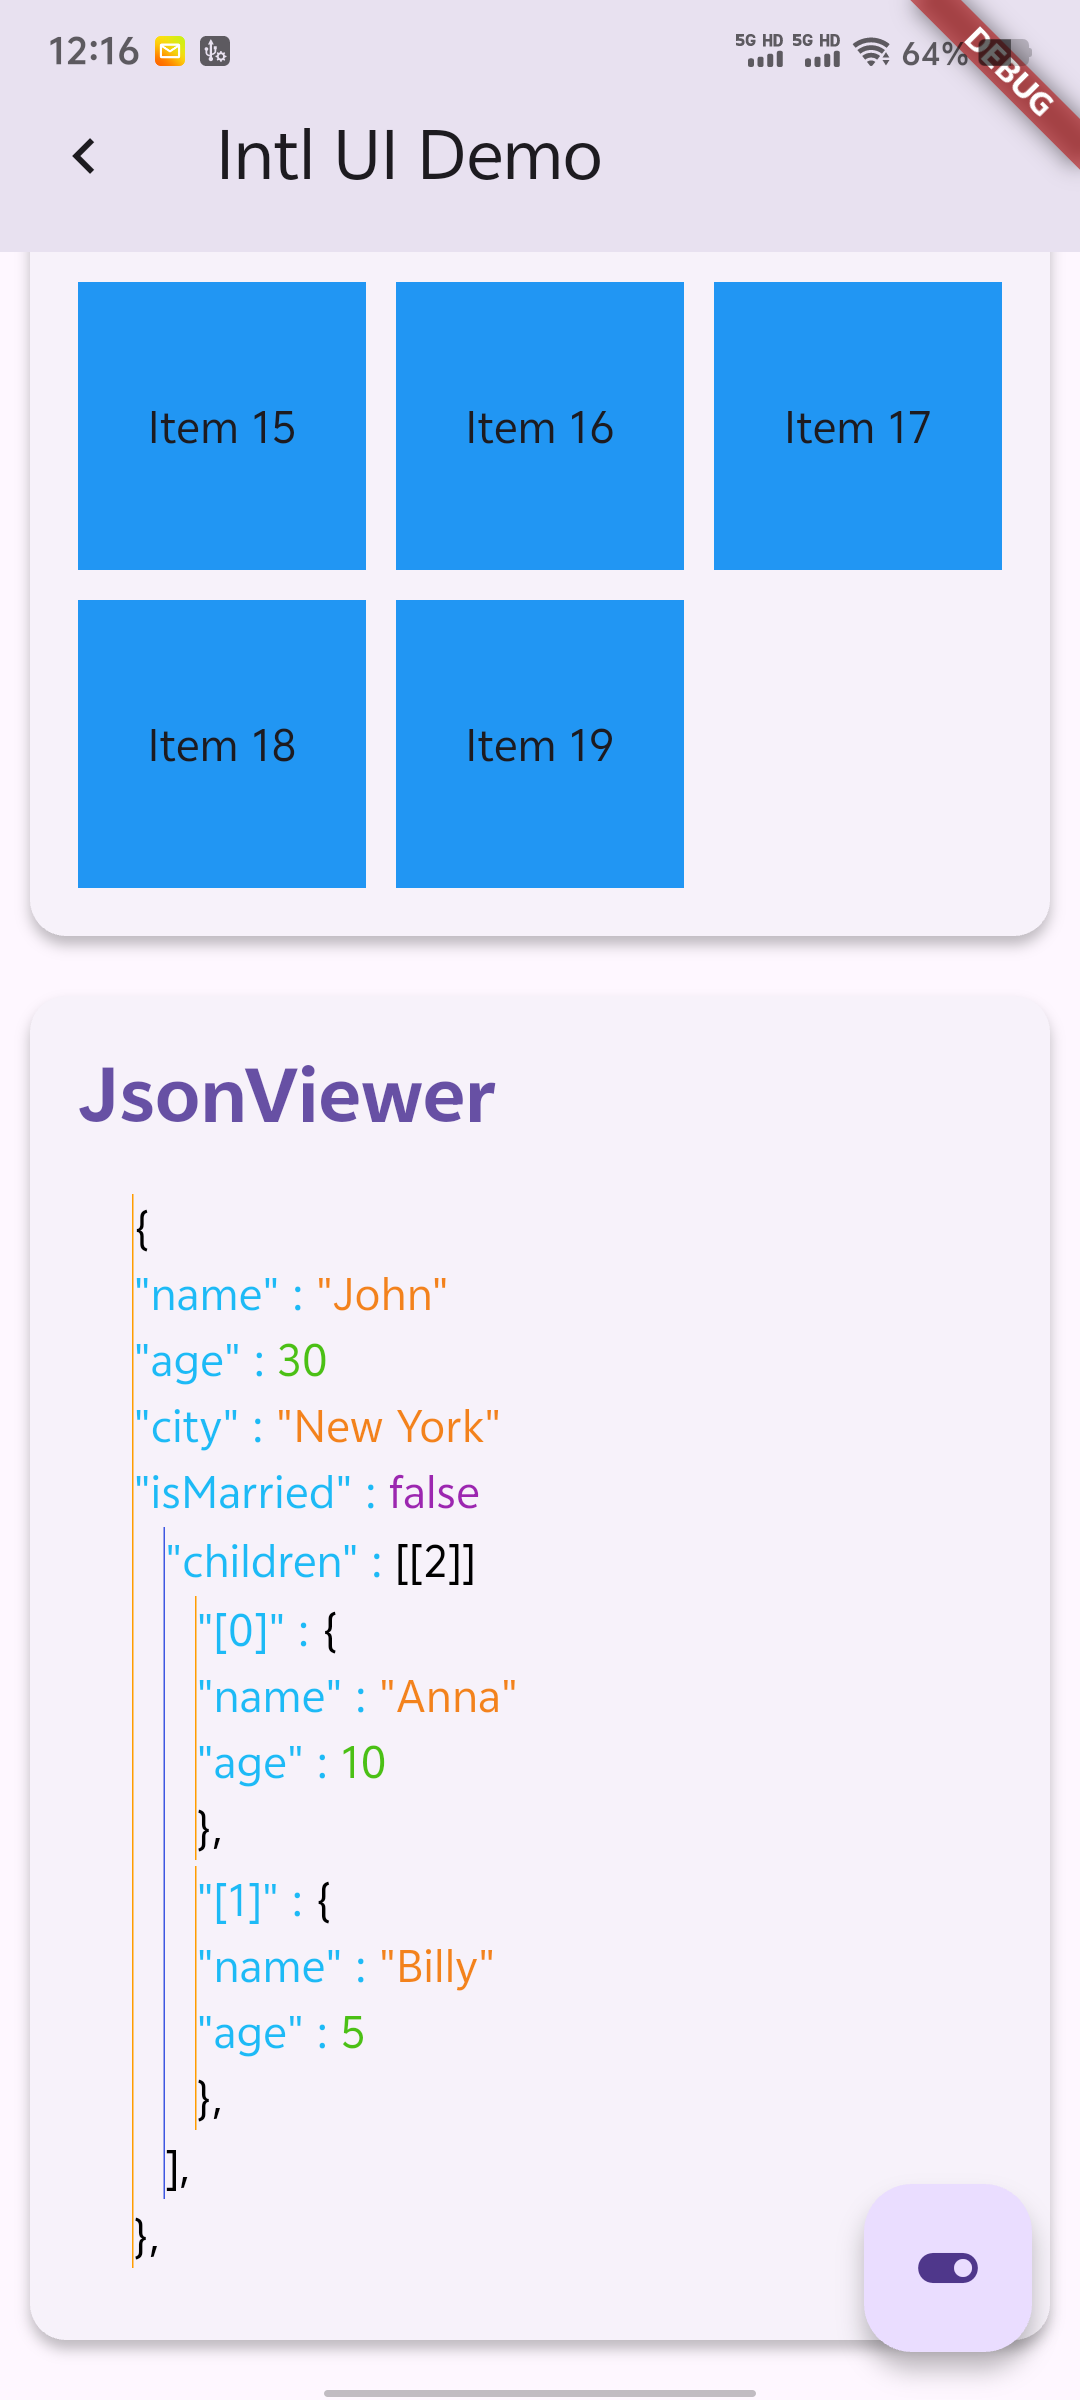 12:16 5G HD 5G HD 64%
DEBUG
Intl UI Demo
Item 15 Item 16 Item 17
Item 18 Item 19
JsonViewer
{
"name" : "John"
"age" : 30
"city" : "New York"
"isMarried" : false
"children" : [[2]]
"[0]" : {
"name" : "Anna"
"age" : 10
},
"[1]" : {
"name" : "Billy"
"age" : 5
},
],
},